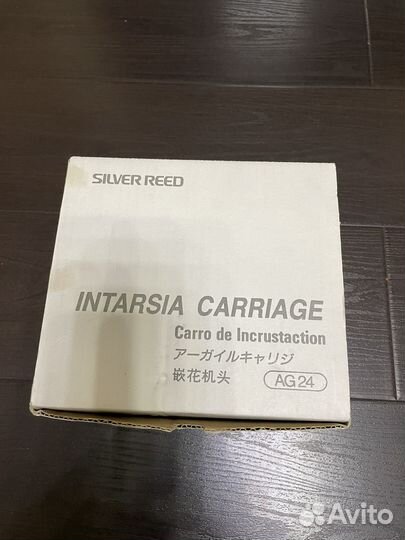 SILVER REED
INTARSIA CARRIAGE
Carro de Incrustaction
アーガイルキャリジ
嵌花机头 AG24
Avito